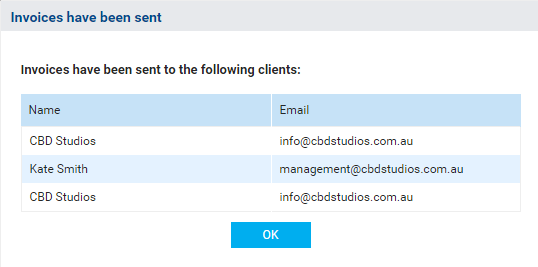 Invoices have been sent
Invoices have been sent to the following clients:
Name Email
CBD Studios info@cbdstudios.com.au
Kate Smith management@cbdstudios.com.au
CBD Studios info@cbdstudios.com.au
OK